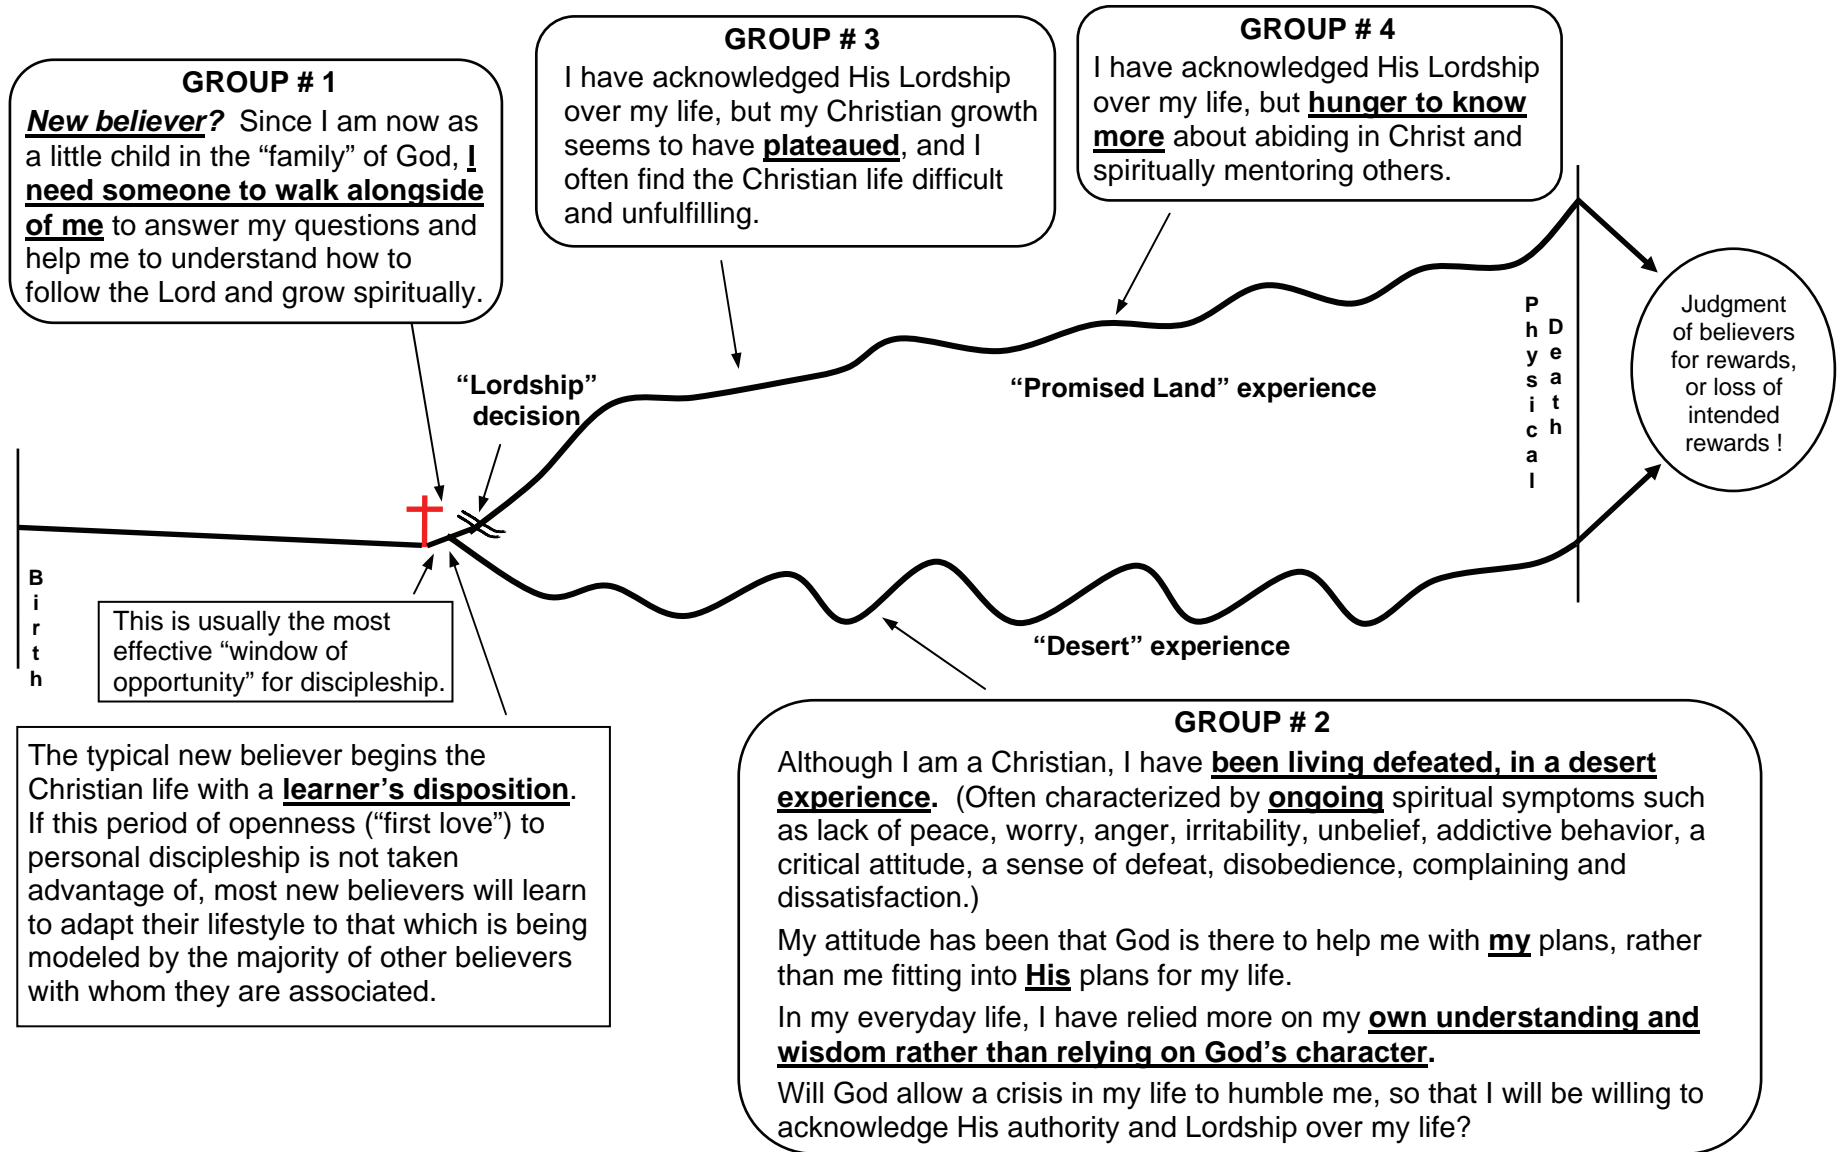 GROUP # 1
New believer?  Since I am now as
a little child in the “family” of God, I
need someone to walk alongside
of me to answer my questions and
help me to understand how to
follow the Lord and grow spiritually.
GROUP # 3
I have acknowledged His Lordship
over my life, but my Christian growth
seems to have plateaued, and I
often find the Christian life difficult
and unfulfilling.
GROUP # 4
I have acknowledged His Lordship
over my life, but hunger to know
more about abiding in Christ and
spiritually mentoring others.
“Lordship”
decision
“Promised Land” experience
Physical
Death
Judgment
of believers
for rewards,
or loss of
intended
rewards !
Birth
This is usually the most
effective “window of
opportunity” for discipleship.
“Desert” experience
The typical new believer begins the
Christian life with a learner’s disposition.
If this period of openness (“first love”) to
personal discipleship is not taken
advantage of, most new believers will learn
to adapt their lifestyle to that which is being
modeled by the majority of other believers
with whom they are associated.
GROUP # 2
Although I am a Christian, I have been living defeated, in a desert
experience.  (Often characterized by ongoing spiritual symptoms such
as lack of peace, worry, anger, irritability, unbelief, addictive behavior, a
critical attitude, a sense of defeat, disobedience, complaining and
dissatisfaction.)
My attitude has been that God is there to help me with my plans, rather
than me fitting into His plans for my life.
In my everyday life, I have relied more on my own understanding and
wisdom rather than relying on God’s character.
Will God allow a crisis in my life to humble me, so that I will be willing to
acknowledge His authority and Lordship over my life?